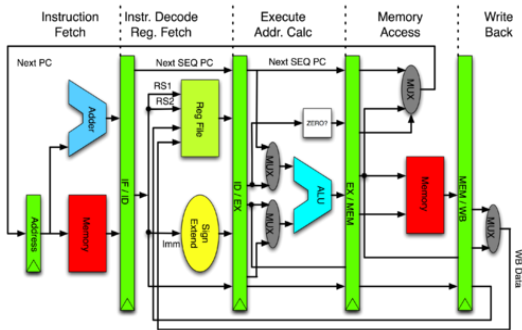 Instruction
Fetch
Instr. Decode
Reg. Fetch
Execute
Addr. Calc
Memory
Access
Write
Back
Next PC
Next SEQ PC
Next SEQ PC
RS1
RS2
Reg File
Adder
ZERO?
MUX
MUX
MUX
MUX
ALU
IF / ID
ID / EX
EX / MEM
MEM / WB
Address
Memory
Sign
Extend
Imm
Memory
WB Data